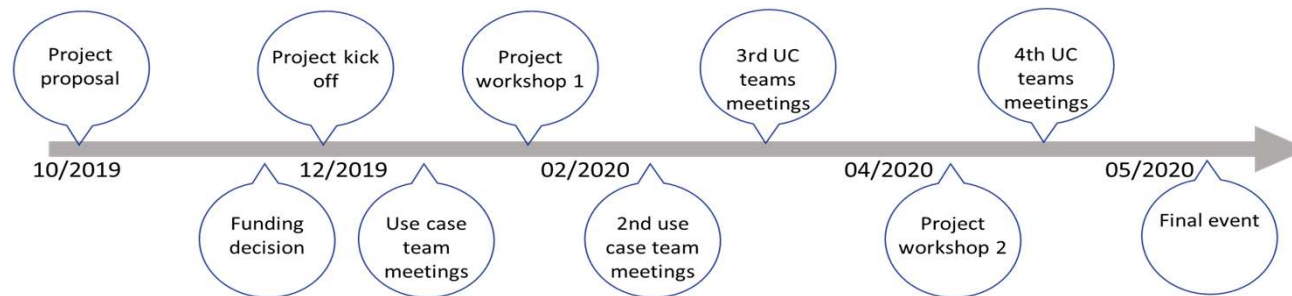 Project
proposal
Project kick
off
Project
workshop 1
3rd UC
teams
meetings
4th UC
teams
meetings
10/2019
12/2019
02/2020
04/2020
05/2020
Funding
decision
Use case
team
meetings
2nd use
case team
meetings
Project
workshop 2
Final event